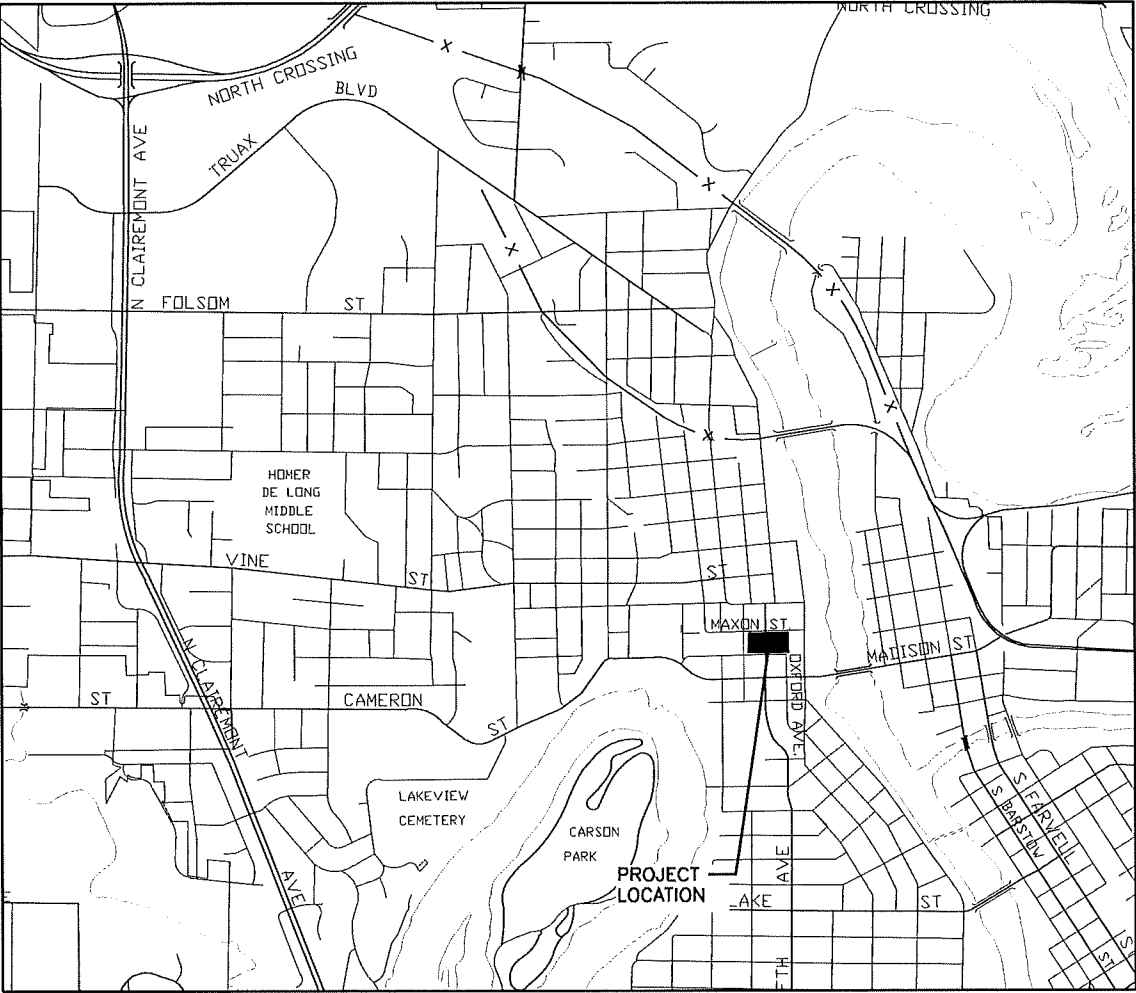 NORTH CROSSING
NORTH CROSSING
BLVD
TRUAX
N CLAIREMONT AVE
FOLSOM
ST
HOMER
DE LONG
MIDDLE
SCHOOL
VINE
ST
ST
MAXON ST.
MADISON ST
OXFORD AVE.
N CLAIREMONT
ST
CAMERON
ST
LAKEVIEW
CEMETERY
CARSON
PARK
S FARWELL
S BARSTOW
PROJECT
LOCATION
AVE
AVE
AKE
ST
TH
ST
S